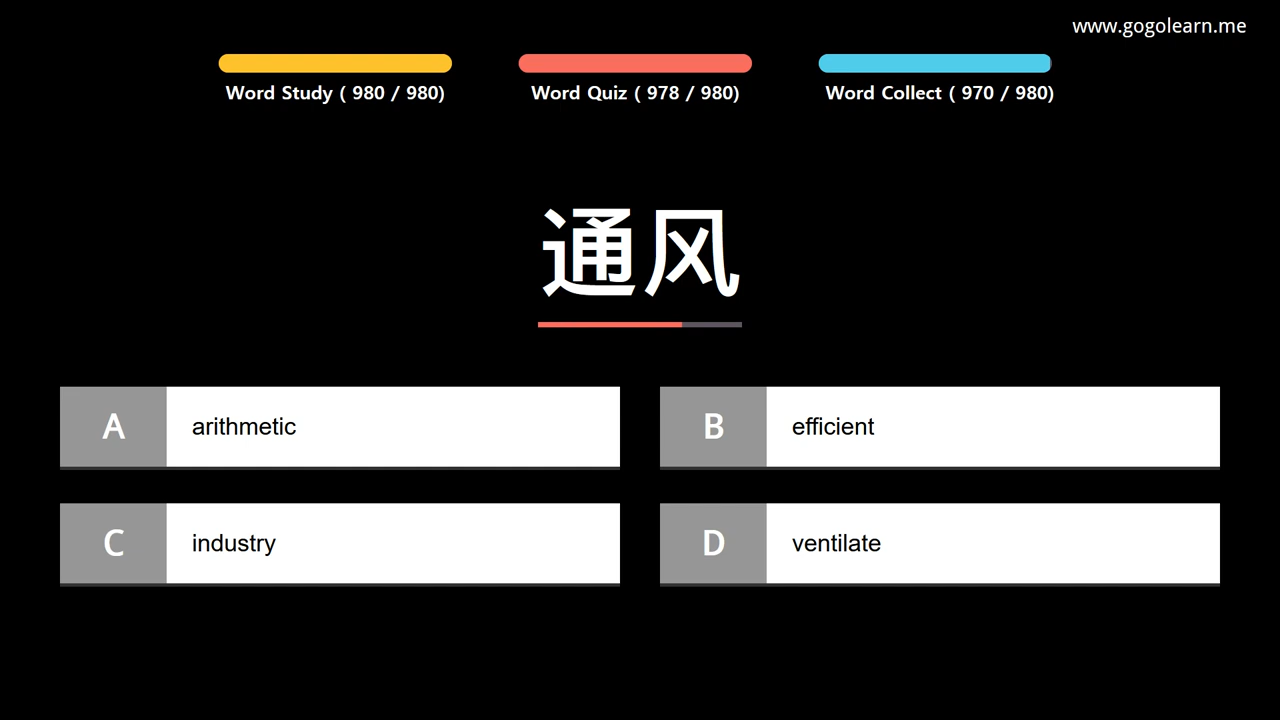 www.gogolearn.me
Word Study ( 980 / 980)
Word Quiz ( 978 / 980)
Word Collect ( 970 / 980)
通风
A
arithmetic
B
efficient
C
industry
D
ventilate